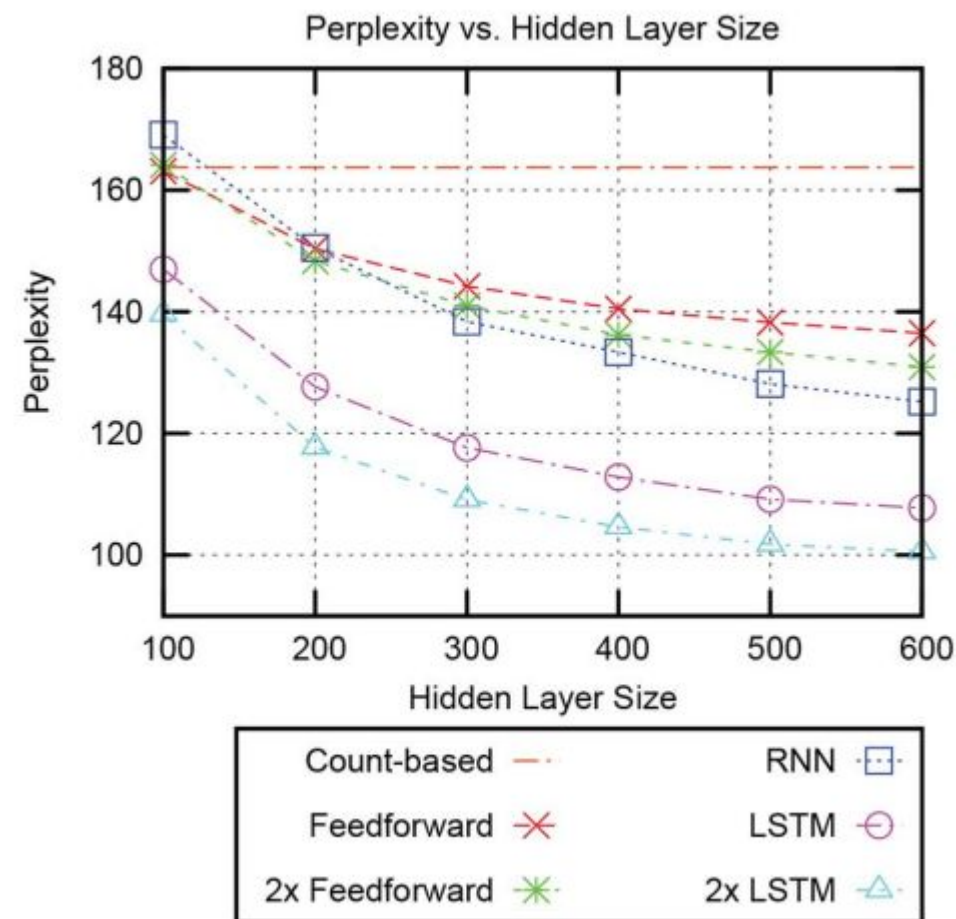 Perplexity vs. Hidden Layer Size
180
160
140
120
100
Perplexity
100 200 300 400 500 600
Hidden Layer Size
Count-based RNN
Feedforward LSTM
2x Feedforward 2x LSTM